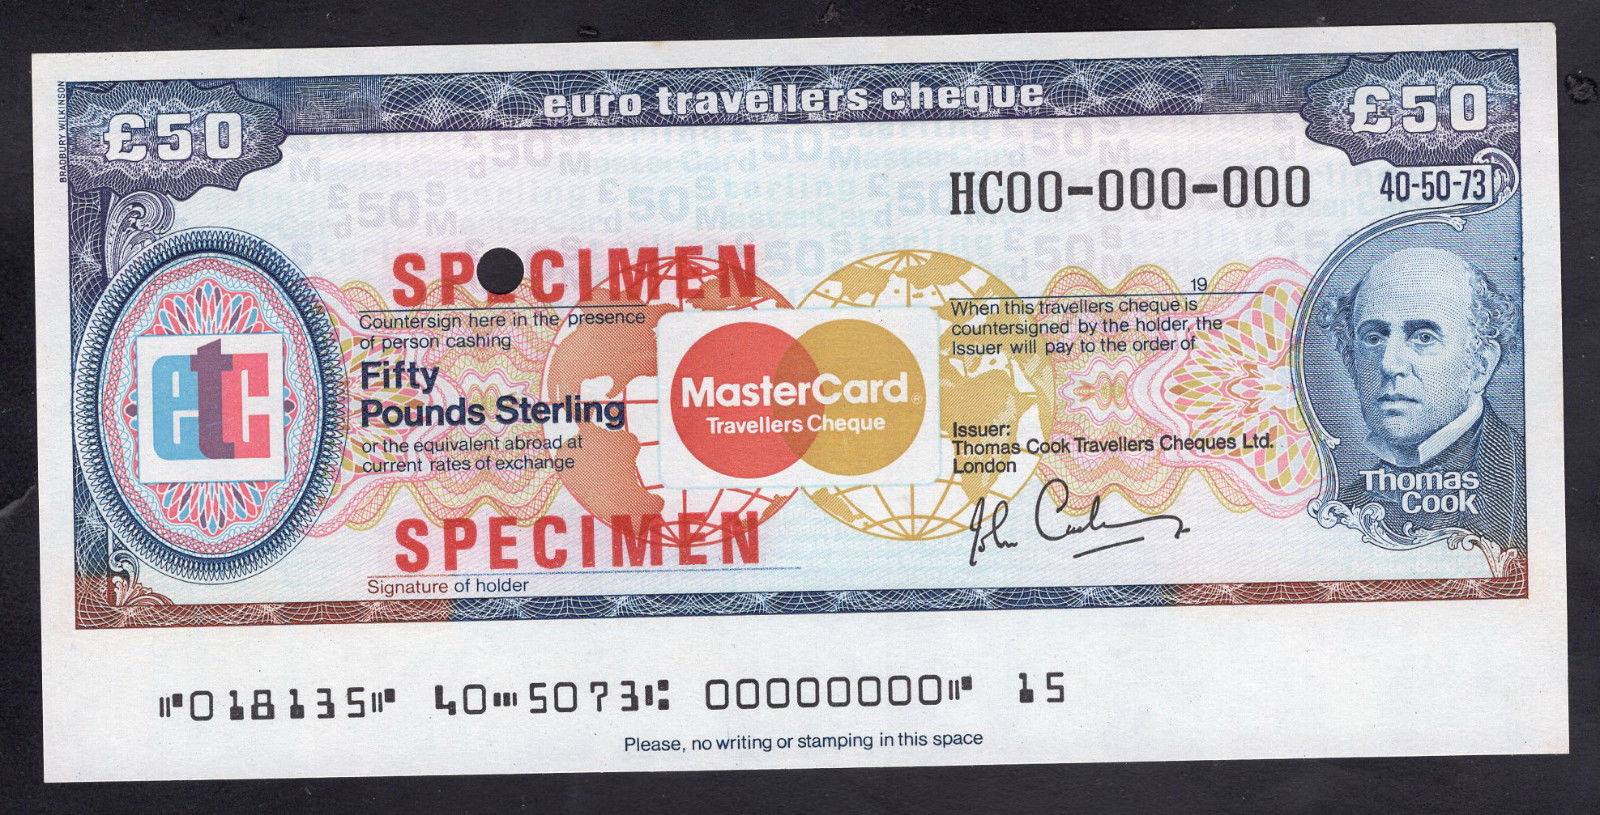 BRADBURY WILKINSON
euro travellers cheque
£50
£50
HC00-000-000
40-50-73
SPECIMEN
19
Countersign here in the presence
of person cashing
Fifty
Pounds Sterling
or the equivalent abroad at
current rates of exchange
etc
MasterCard®
Travellers Cheque
When this travellers cheque is
countersigned by the holder, the
Issuer will pay to the order of
Issuer:
Thomas Cook Travellers Cheques Ltd.
London
Thomas
Cook
SPECIMEN
Signature of holder
⑈018135⑈ 40⑉5073⑆ 00000000⑈ 15
Please, no writing or stamping in this space